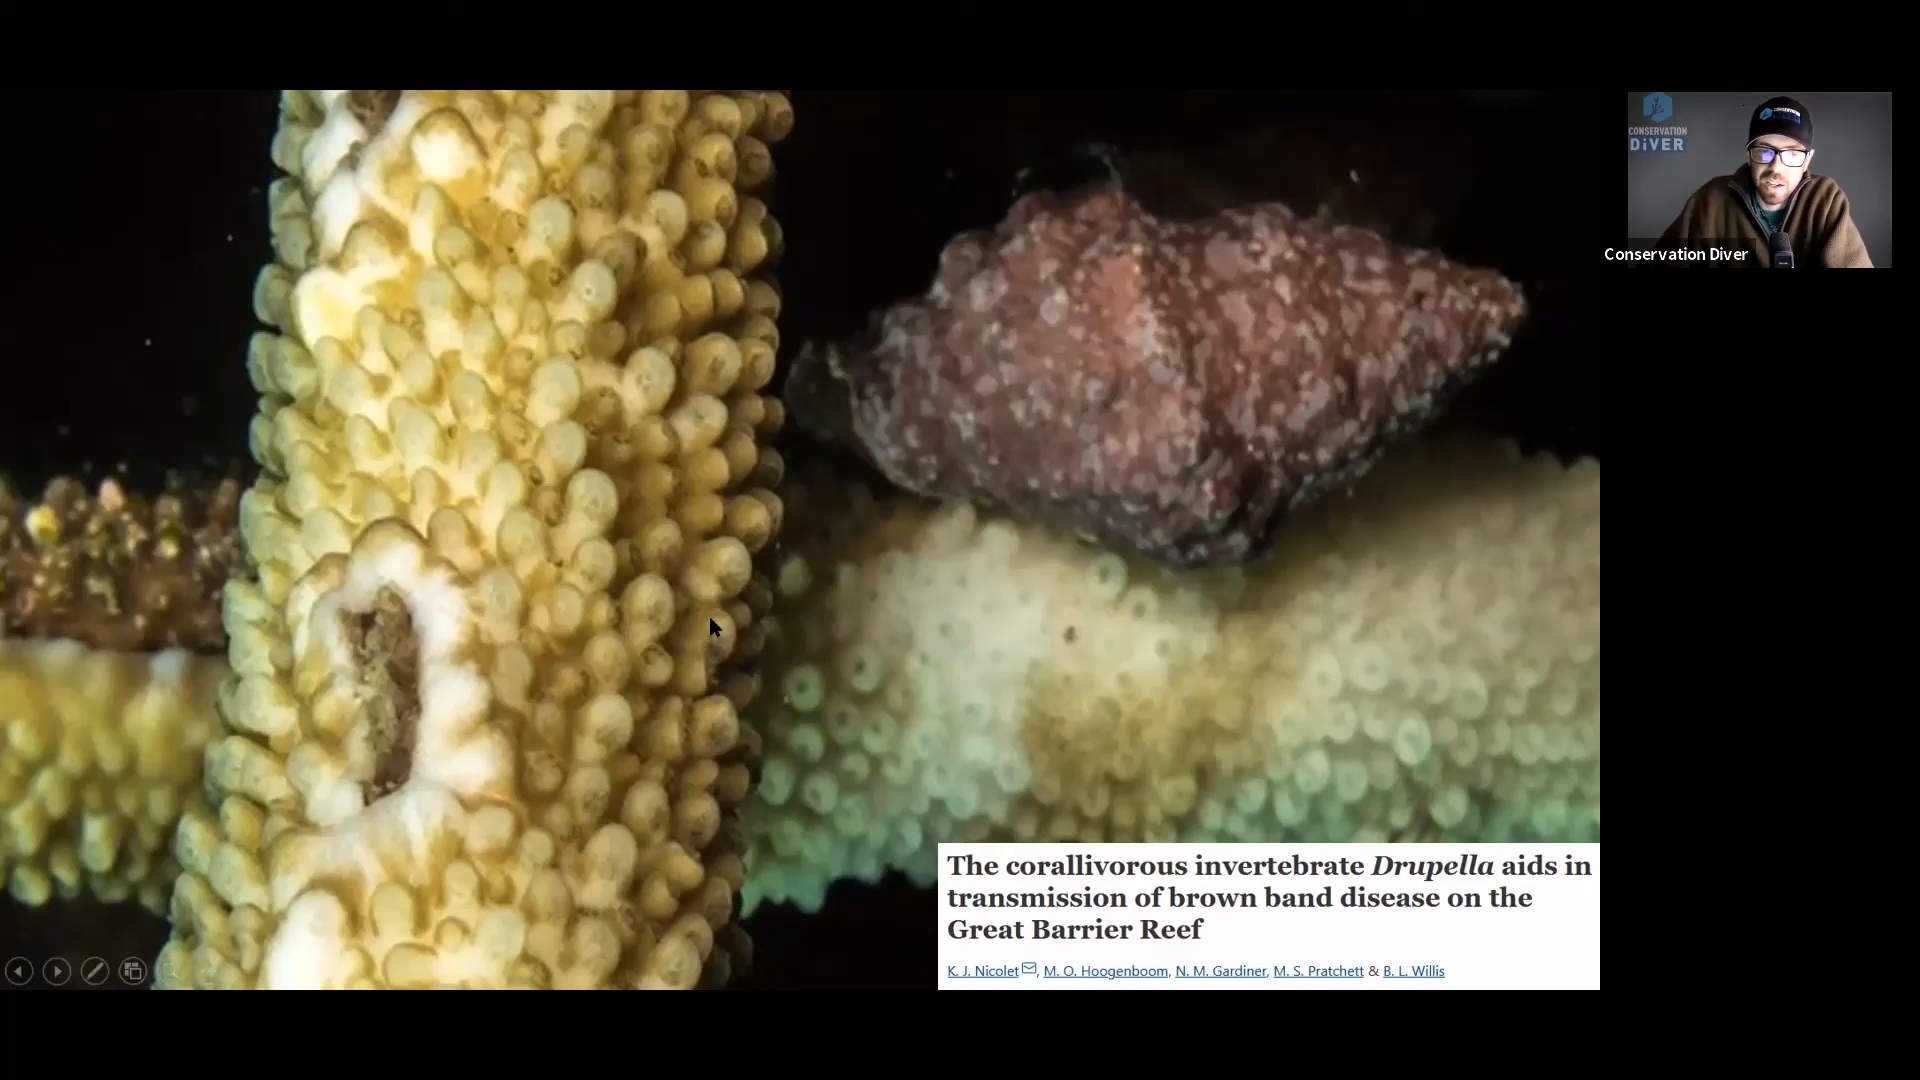 CONSERVATION
DiVER
Conservation Diver
The corallivorous invertebrate Drupella aids in
transmission of brown band disease on the
Great Barrier Reef
K. J. Nicolet, M. O. Hoogenboom, N. M. Gardiner, M. S. Pratchett & B. L. Willis